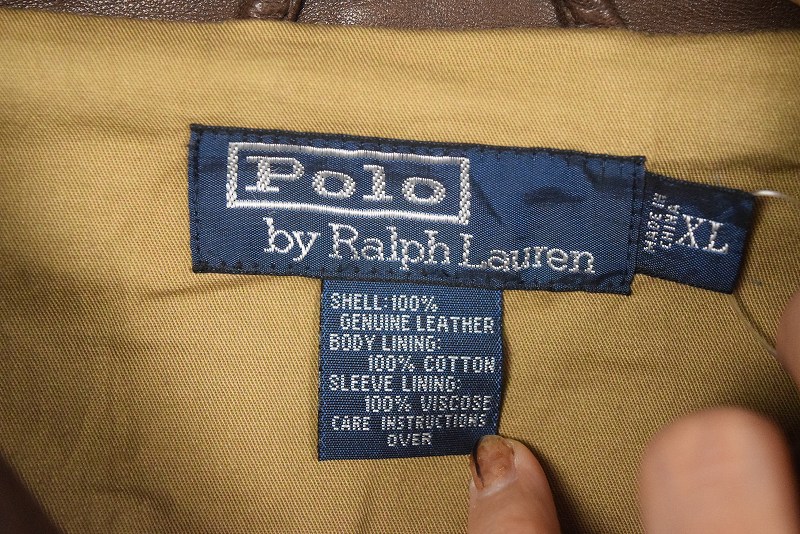 Polo
by Ralph Lauren
MADE IN
CHINA
XL
SHELL:100%
GENUINE LEATHER
BODY LINING:
100% COTTON
SLEEVE LINING:
100% VISCOSE
CARE INSTRUCTIONS
OVER